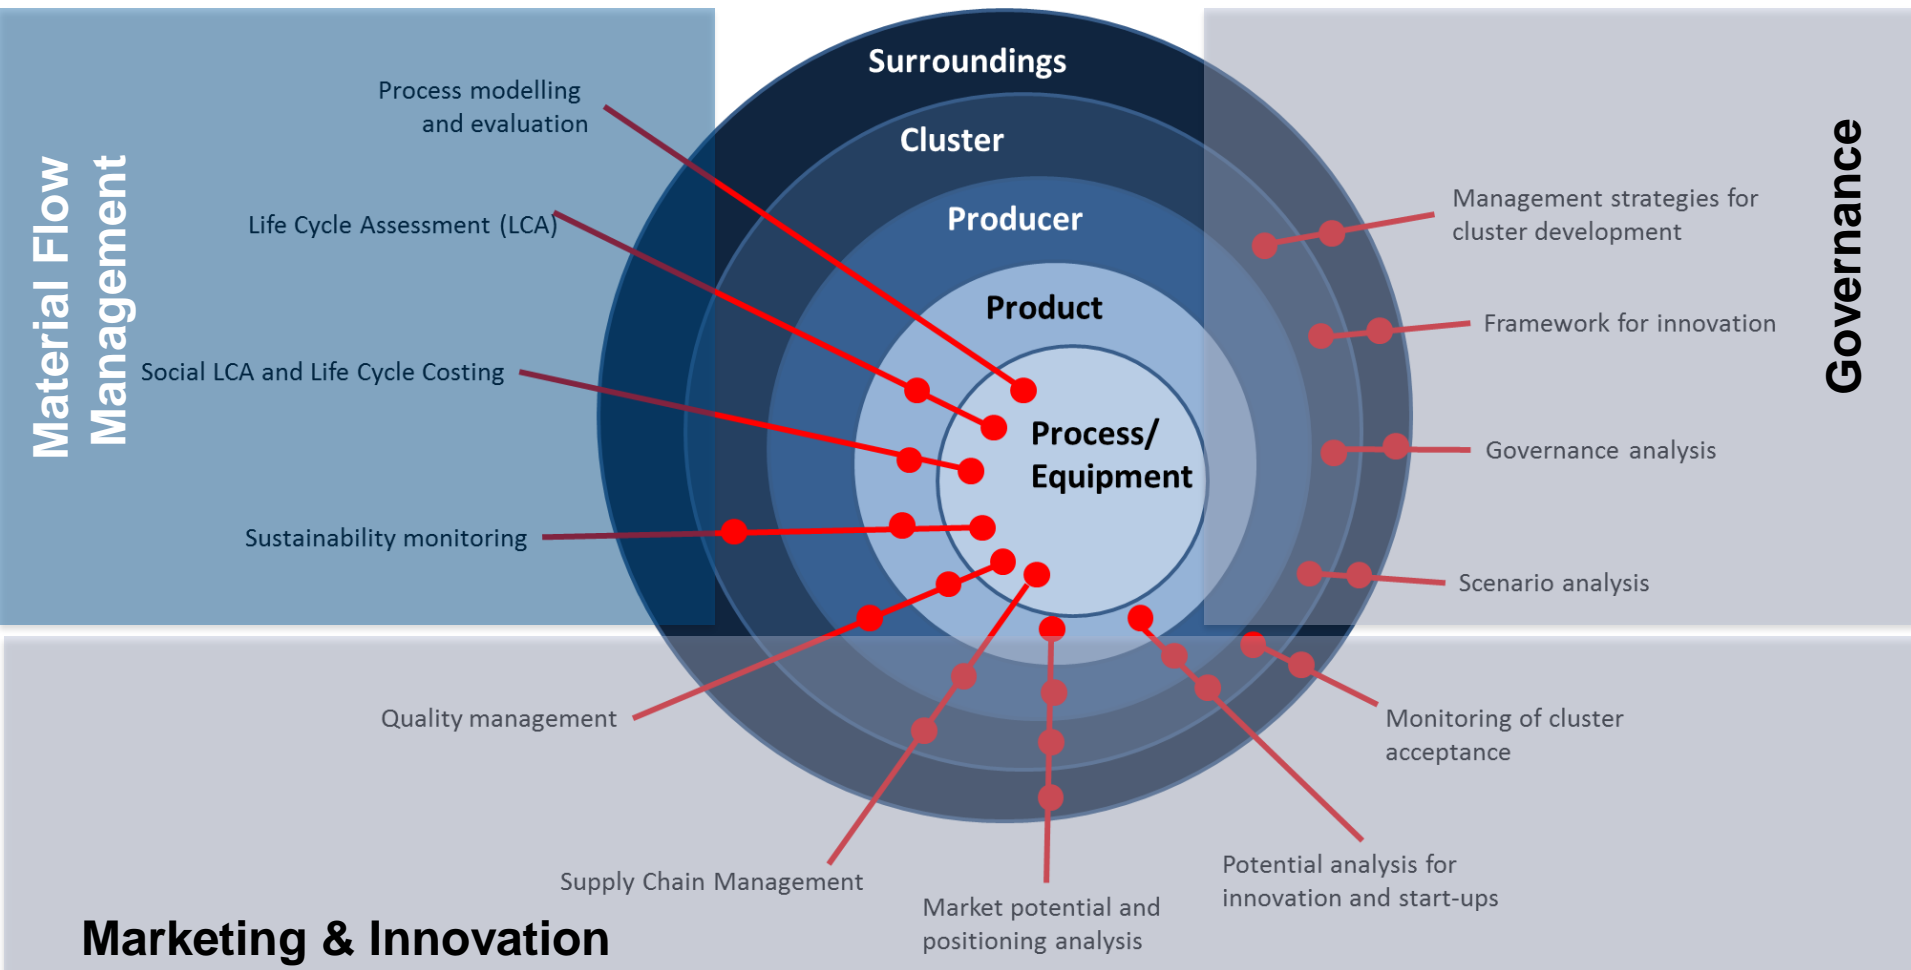 Surroundings
Cluster
Producer
Product
Process/
Equipment
Material Flow
Management
Process modelling
and evaluation
Life Cycle Assessment (LCA)
Social LCA and Life Cycle Costing
Sustainability monitoring
Governance
Management strategies for
cluster development
Framework for innovation
Governance analysis
Scenario analysis
Quality management
Supply Chain Management
Market potential and
positioning analysis
Potential analysis for
innovation and start-ups
Monitoring of cluster
acceptance
Marketing & Innovation